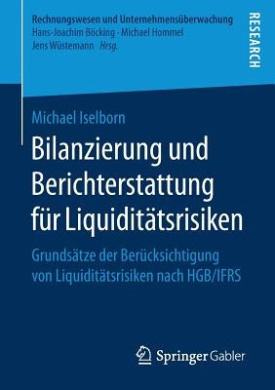 Rechnungswesen und Unternehmensüberwachung
Hans-Joachim Böcking · Michael Hommel
Jens Wüstemann Hrsg.
RESEARCH
Michael Iselborn
Bilanzierung und
Berichterstattung
für Liquiditätsrisiken
Grundsätze der Berücksichtigung
von Liquiditätsrisiken nach HGB/IFRS
Springer Gabler